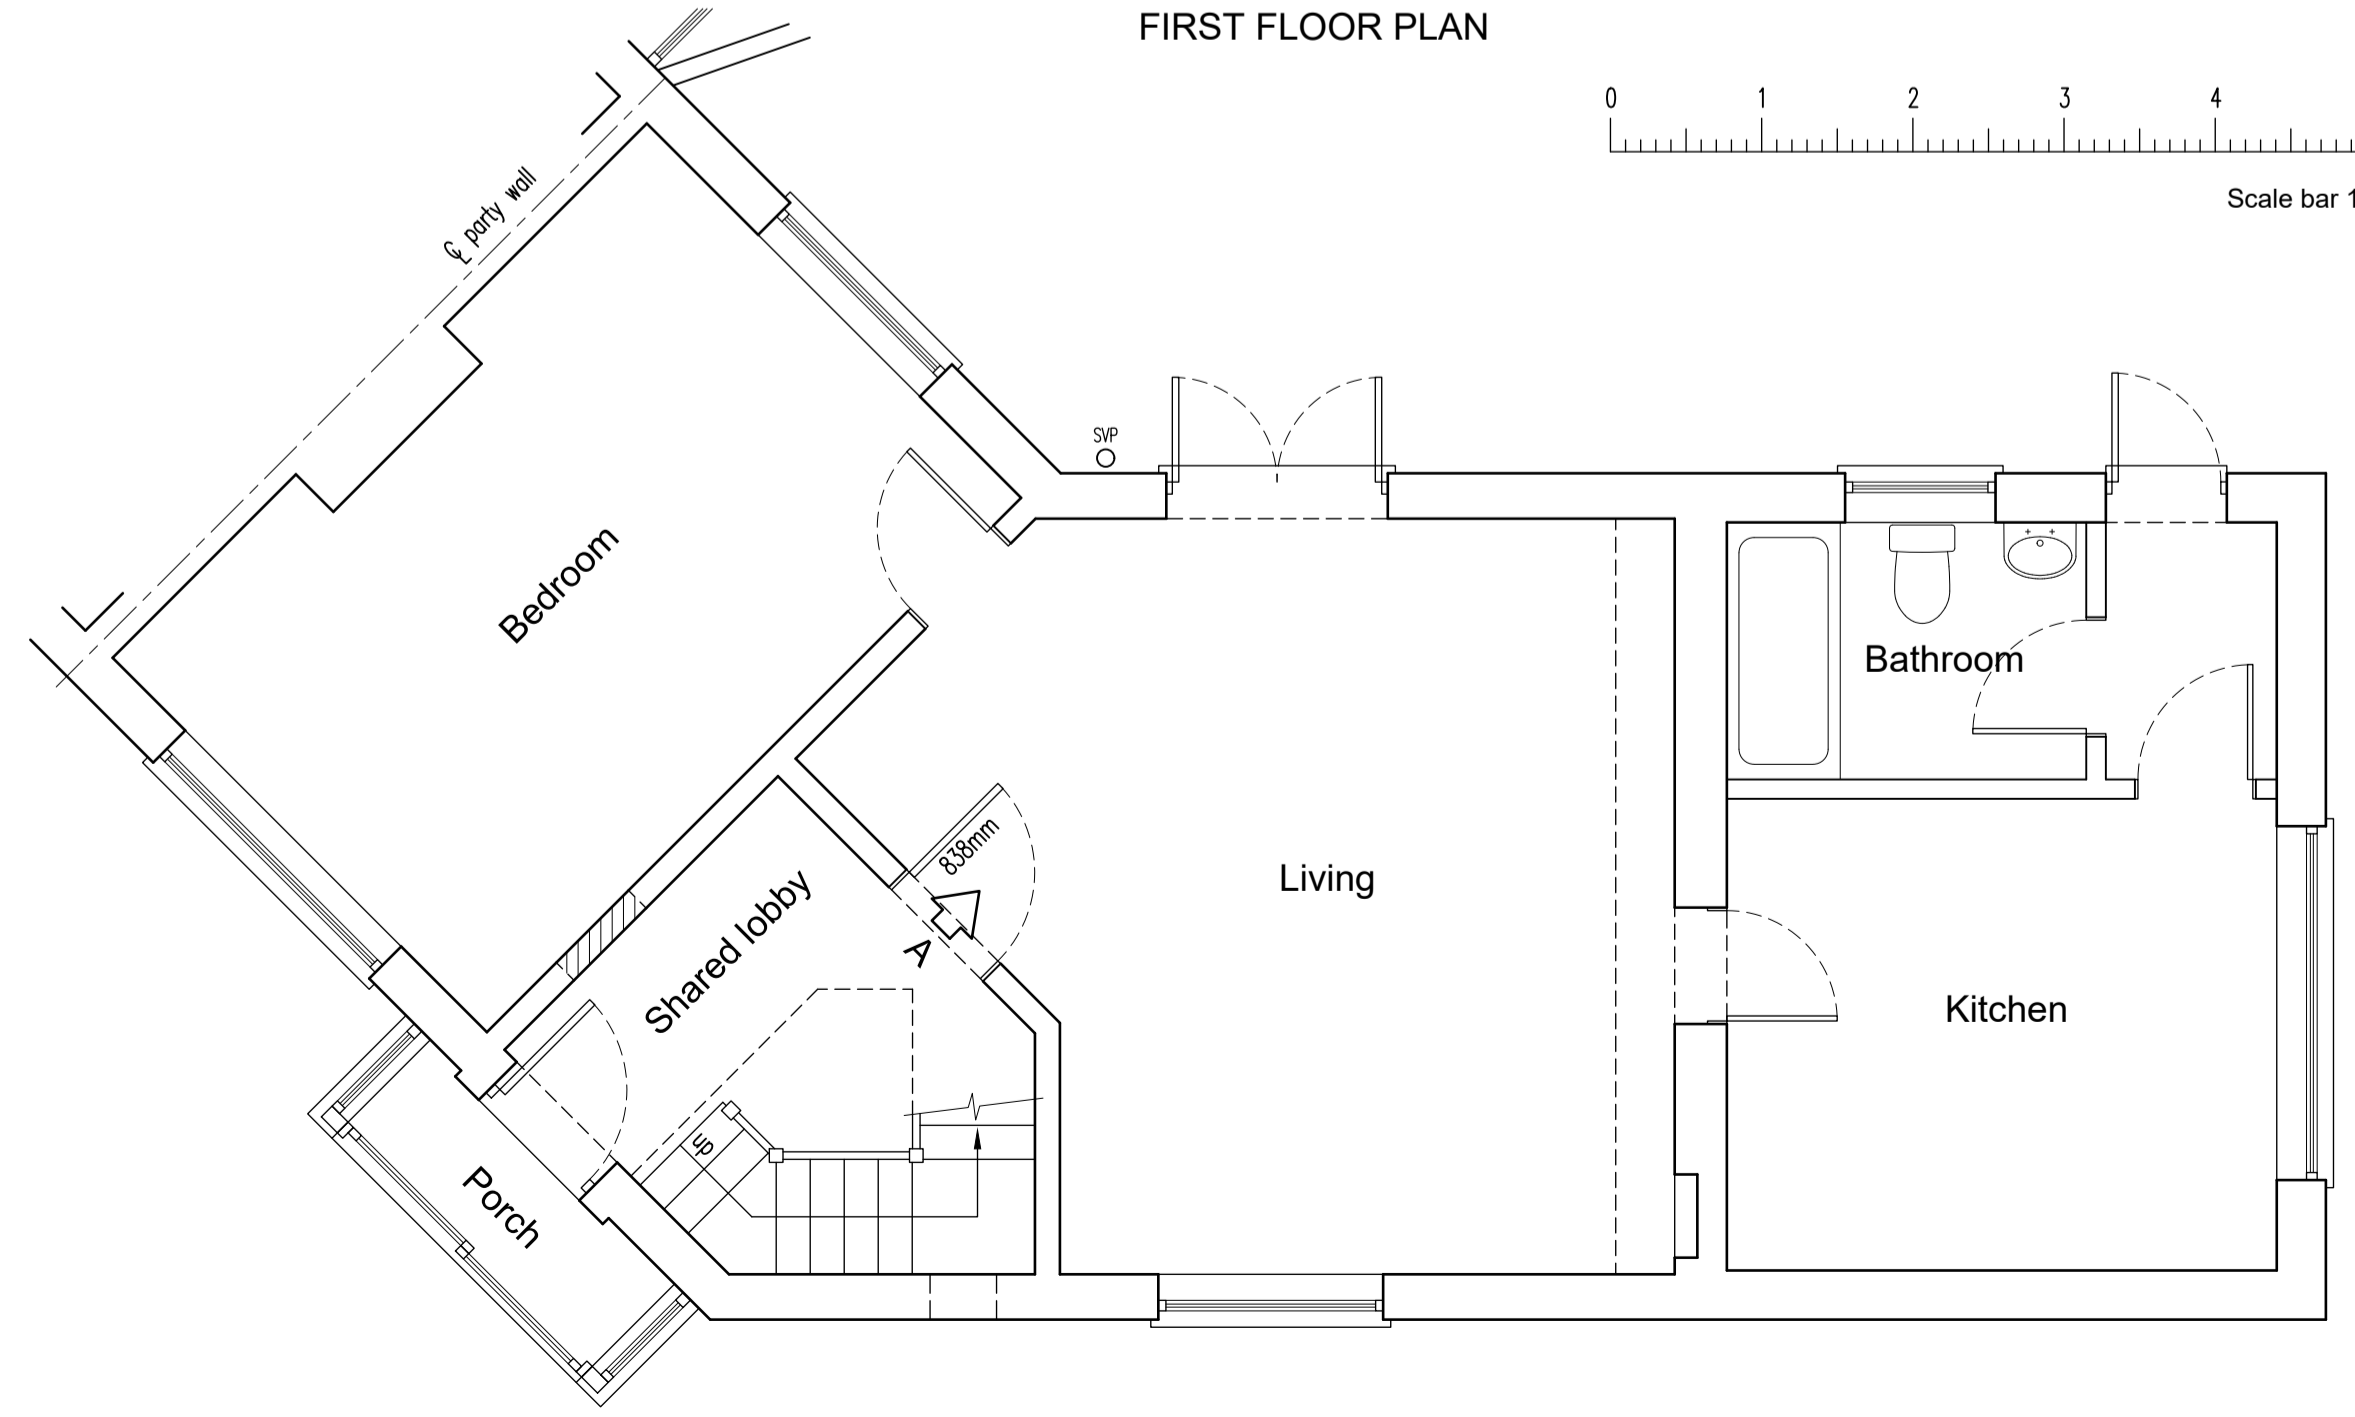 FIRST FLOOR PLAN
0 1 2 3 4
Scale bar 1
℄ party wall
SVP
Bedroom
Bathroom
838mm
Living
A
Shared lobby
Kitchen
up
Porch